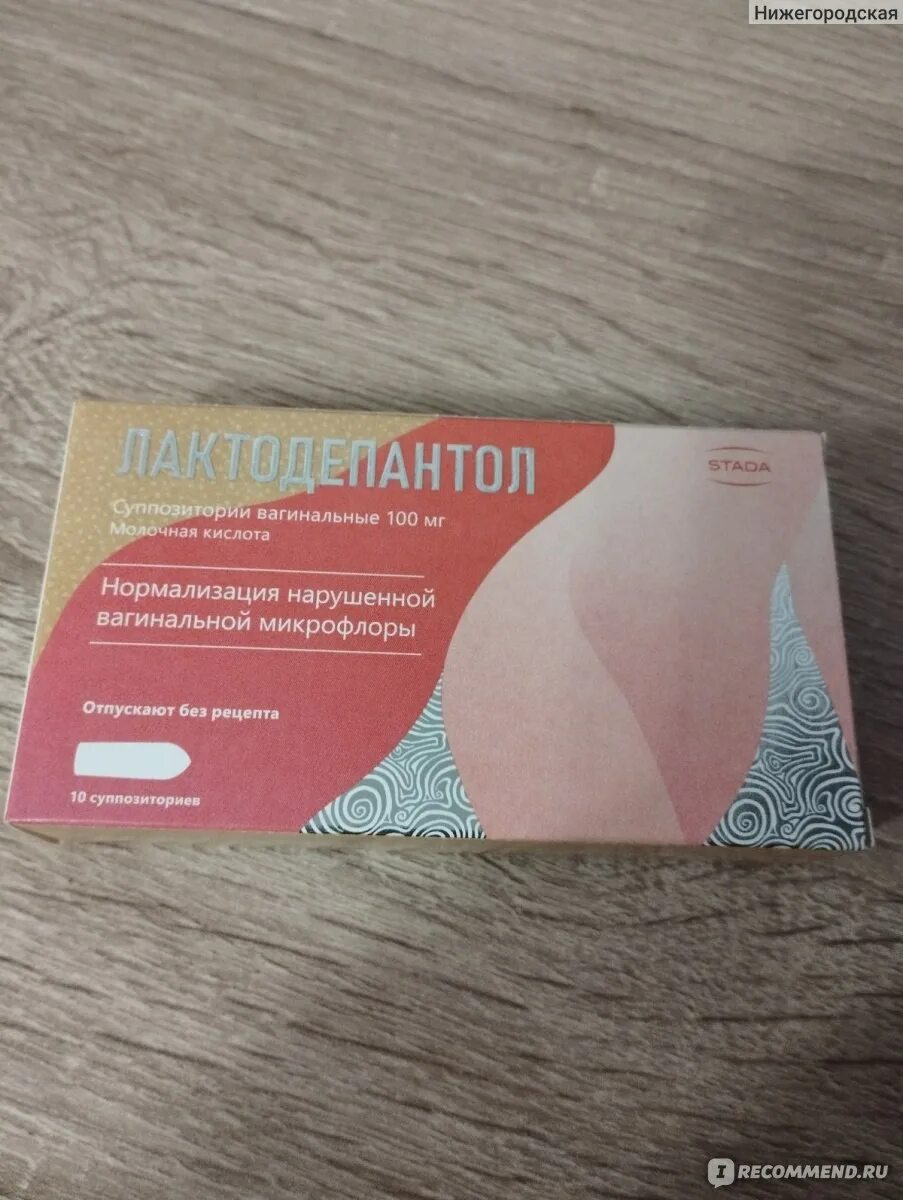 Нижегородская
ЛАКТОДЕПАНТОЛ
STADA
Суппозитории вагинальные 100 мг
Молочная кислота
Нормализация нарушенной
вагинальной микрофлоры
Отпускают без рецепта
10 суппозиториев
IRECOMMEND.RU